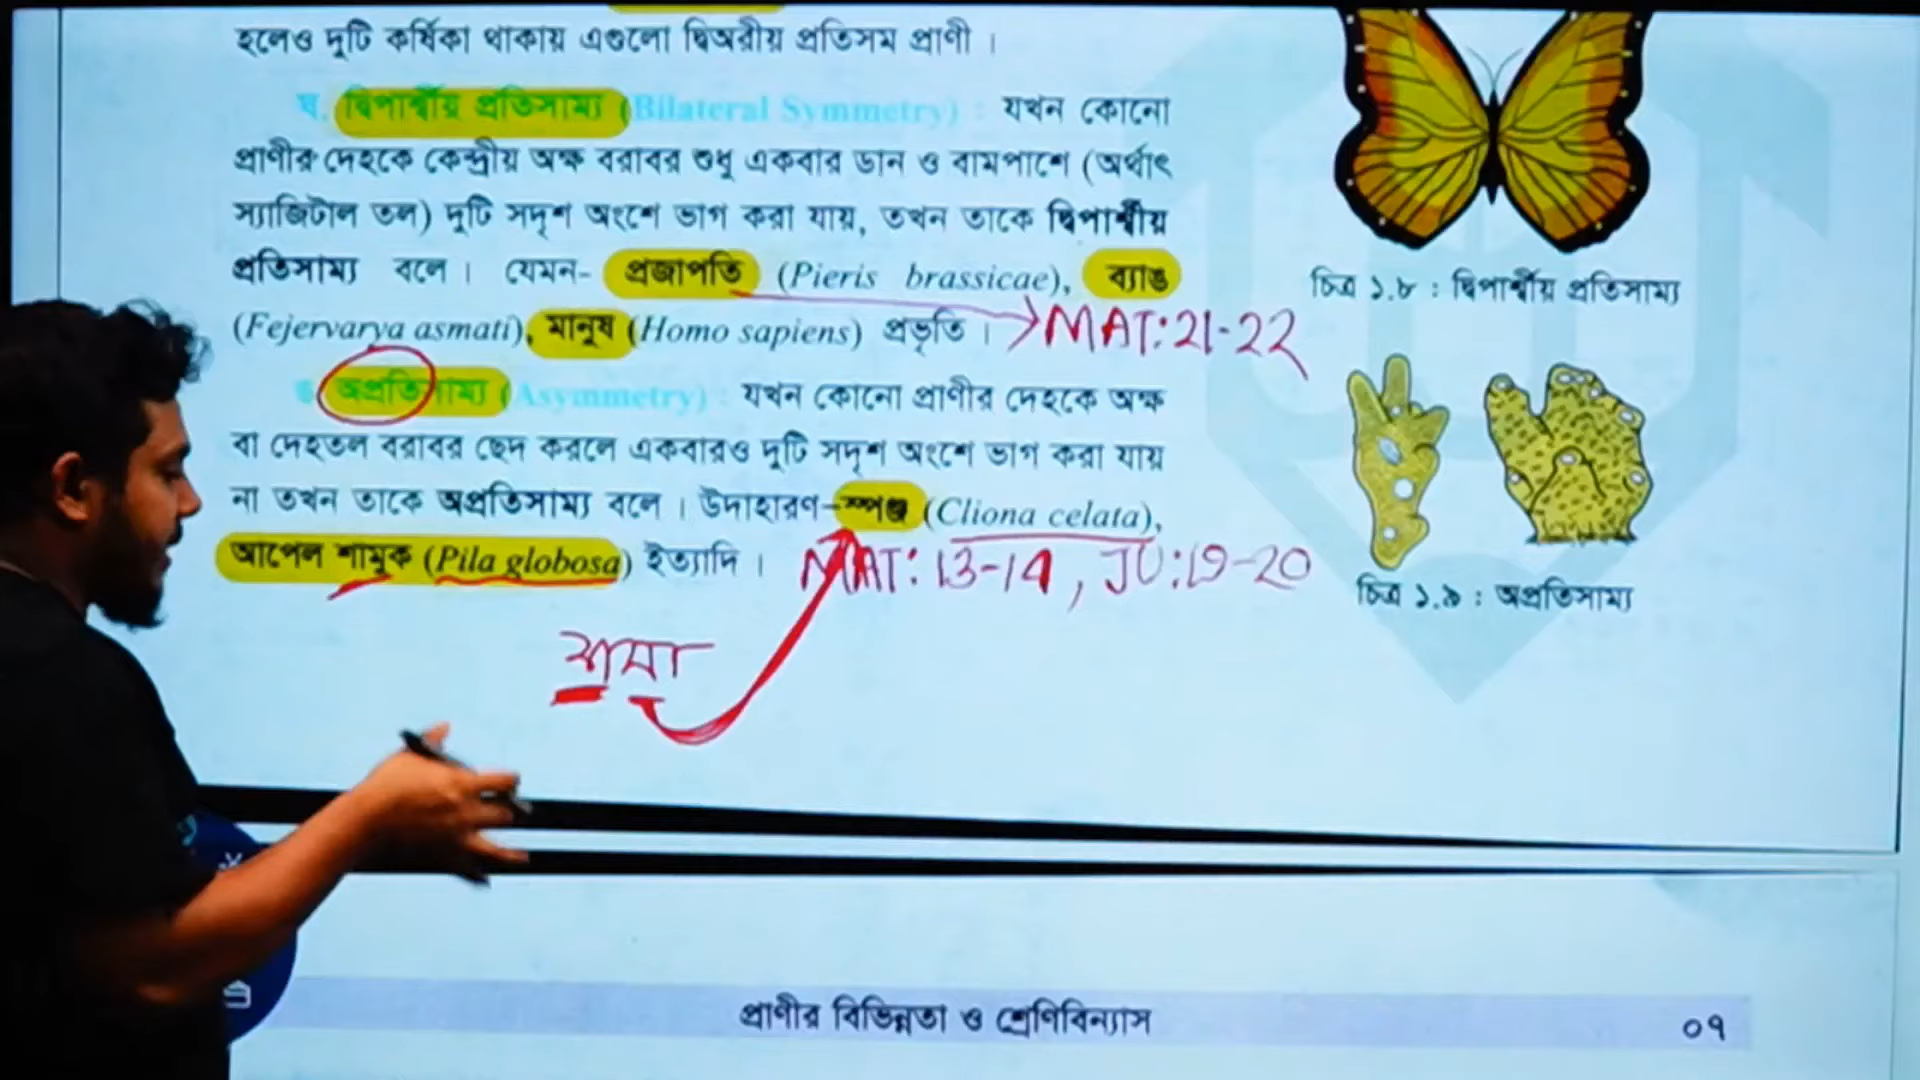 হলেও দুটি কর্ষিকা থাকায় এগুলো দ্বিঅরীয় প্রতিসম প্রাণী ।
ঘ. দ্বিপার্শ্বীয় প্রতিসাম্য (Bilateral Symmetry) : যখন কোনো
প্রাণীর দেহকে কেন্দ্রীয় অক্ষ বরাবর শুধু একবার ডান ও বামপাশে (অর্থাৎ
স্যাজিটাল তল) দুটি সদৃশ অংশে ভাগ করা যায়, তখন তাকে দ্বিপার্শ্বীয়
প্রতিসাম্য বলে । যেমন- প্রজাপতি (Pieris brassicae), ব্যাঙ
(Fejervarya asmati), মানুষ (Homo sapiens) প্রভৃতি ।
MAT:21-22
অপ্রতিসাম্য (Asymmetry) : যখন কোনো প্রাণীর দেহকে অক্ষ
বা দেহতল বরাবর ছেদ করলে একবারও দুটি সদৃশ অংশে ভাগ করা যায়
না তখন তাকে অপ্রতিসাম্য বলে । উদাহরণ-স্পঞ্জ (Cliona celata),
আপেল শামুক (Pila globosa) ইত্যাদি ।
MAT: 13-14, JU:19-20
চিত্র ১.৮ : দ্বিপার্শ্বীয় প্রতিসাম্য
চিত্র ১.৯ : অপ্রতিসাম্য
প্রাণীর বিভিন্নতা ও শ্রেণিবিন্যাস
০৭